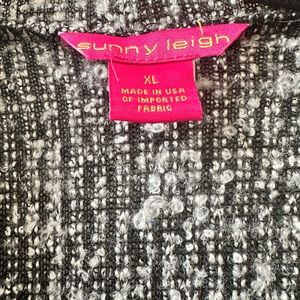 sunny leigh
XL
MADE IN USA
OF IMPORTED
FABRIC